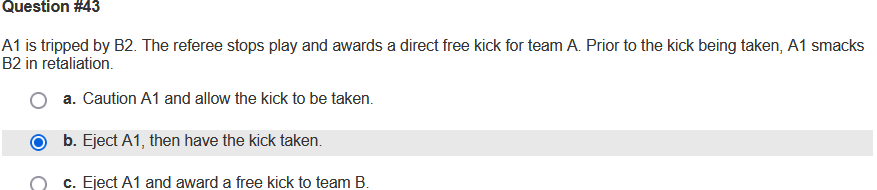 Question #43
A1 is tripped by B2. The referee stops play and awards a direct free kick for team A. Prior to the kick being taken, A1 smacks
B2 in retaliation.
a. Caution A1 and allow the kick to be taken.
b. Eject A1, then have the kick taken.
c. Eject A1 and award a free kick to team B.